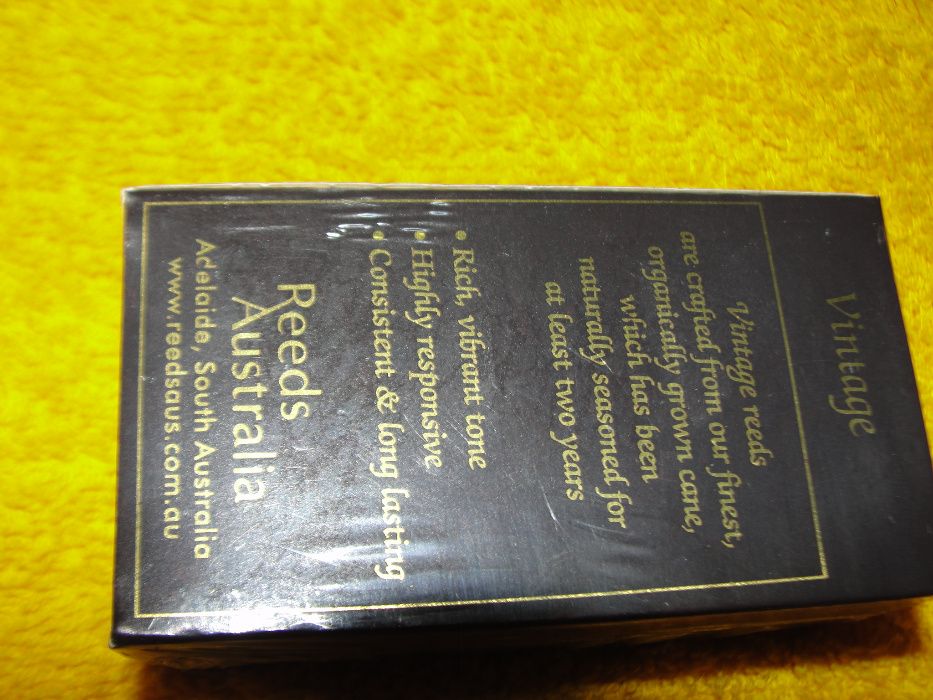 Vintage
Vintage reeds
are crafted from our finest,
organically grown cane,
which has been
naturally seasoned for
at least two years
• Rich, vibrant tone
• Highly responsive
• Consistent & long lasting
Reeds
Australia
Adelaide, South Australia
www.reedsaus.com.au